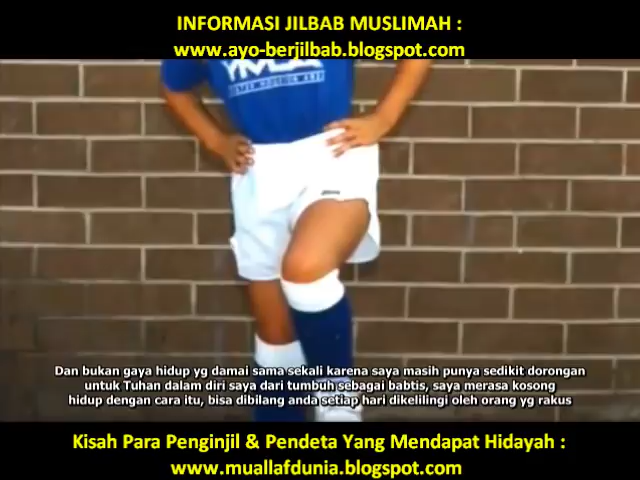 INFORMASI JILBAB MUSLIMAH :
www.ayo-berjilbab.blogspot.com
YMCA
Dan bukan gaya hidup yg damai sama sekali karena saya masih punya sedikit dorongan
untuk Tuhan dalam diri saya dari tumbuh sebagai babtis, saya merasa kosong
hidup dengan cara itu, bisa dibilang anda setiap hari dikelilingi oleh orang yg rakus
Kisah Para Penginjil & Pendeta Yang Mendapat Hidayah :
www.muallafdunia.blogspot.com